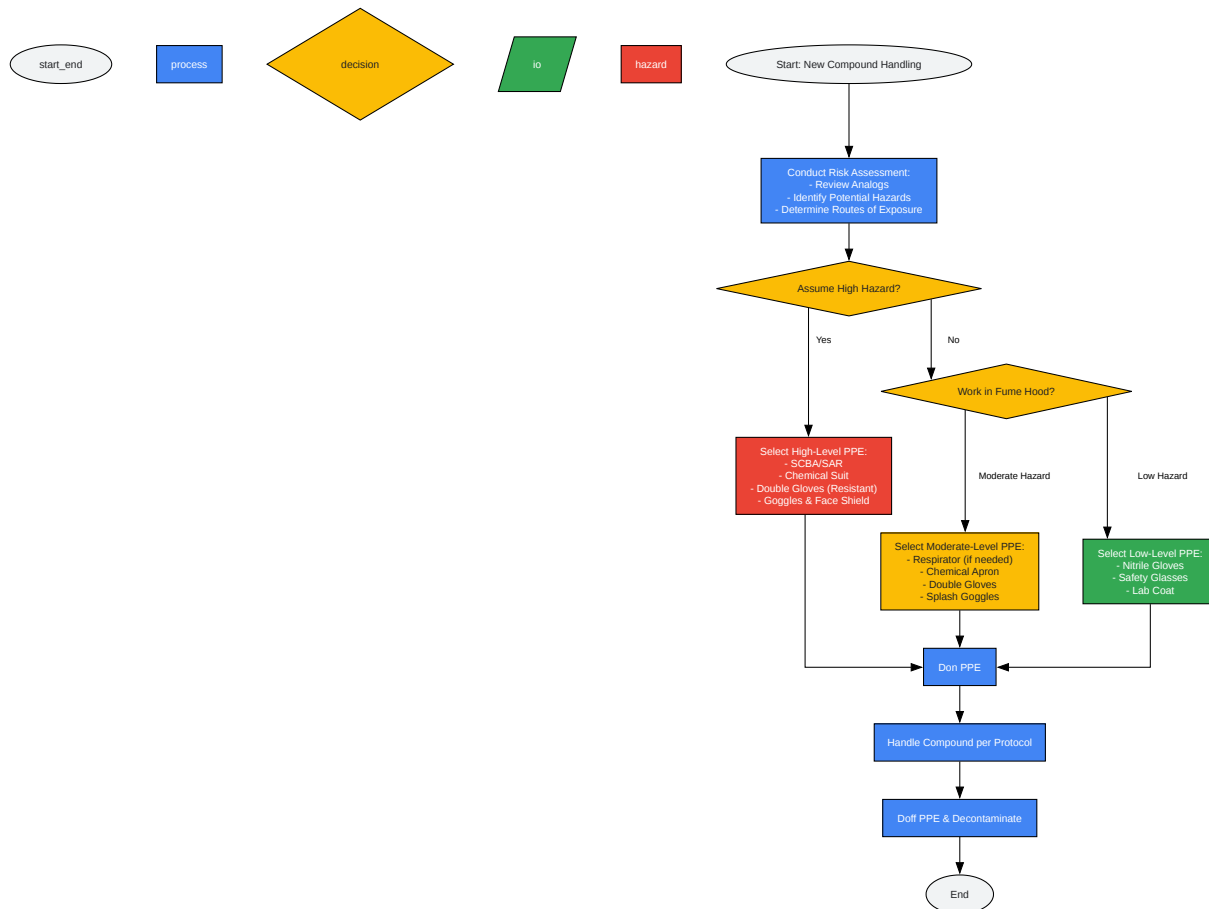 start_end
process
decision
io
hazard
Start: New Compound Handling
Conduct Risk Assessment:
- Review Analogs
- Identify Potential Hazards
- Determine Routes of Exposure
Assume High Hazard?
Yes
No
Work in Fume Hood?
Select High-Level PPE:
- SCBA/SAR
- Chemical Suit
- Double Gloves (Resistant)
- Goggles & Face Shield
Moderate Hazard
Low Hazard
Select Moderate-Level PPE:
- Respirator (if needed)
- Chemical Apron
- Double Gloves
- Splash Goggles
Select Low-Level PPE:
- Nitrile Gloves
- Safety Glasses
- Lab Coat
Don PPE
Handle Compound per Protocol
Doff PPE & Decontaminate
End